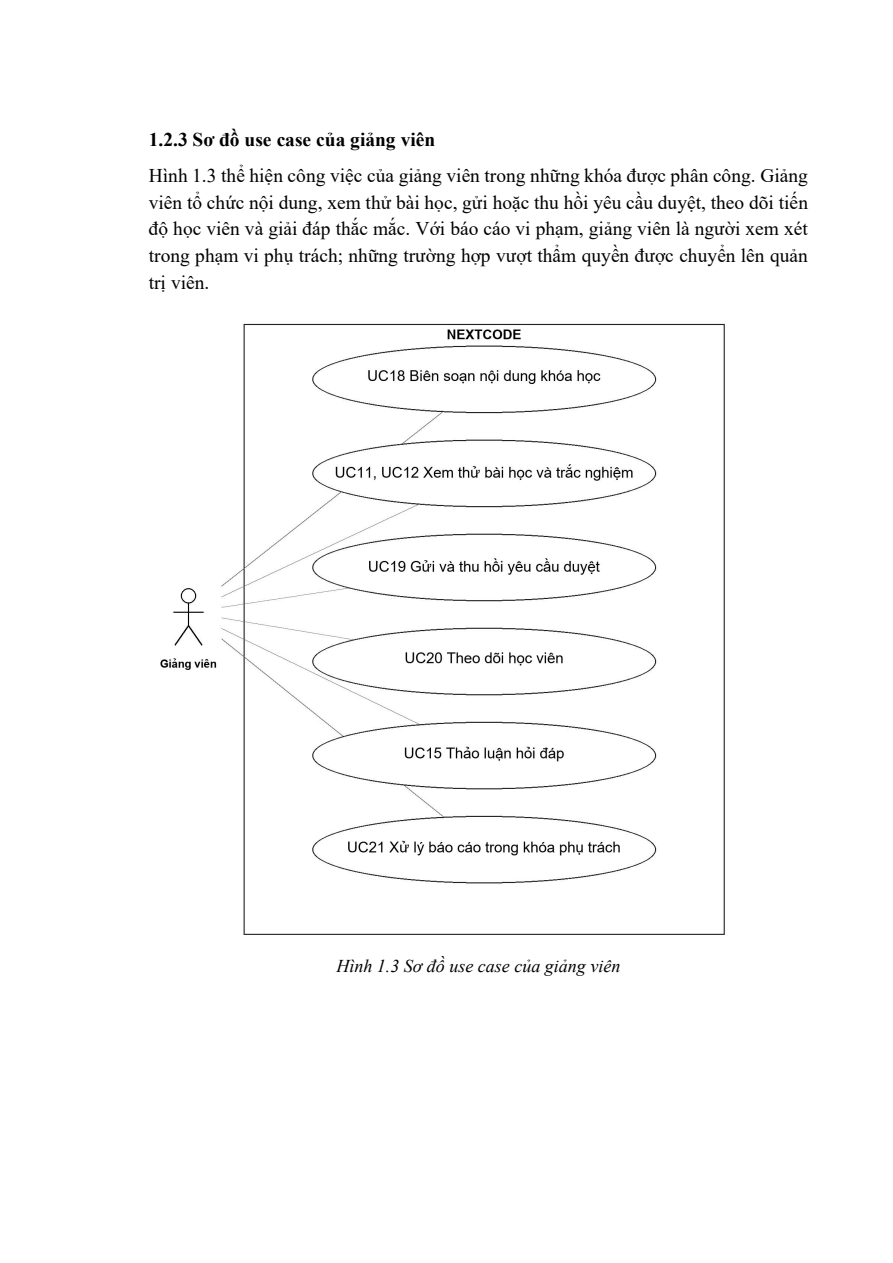 1.2.3 Sơ đồ use case của giảng viên
Hình 1.3 thể hiện công việc của giảng viên trong những khóa được phân công. Giảng
viên tổ chức nội dung, xem thử bài học, gửi hoặc thu hồi yêu cầu duyệt, theo dõi tiến
độ học viên và giải đáp thắc mắc. Với báo cáo vi phạm, giảng viên là người xem xét
trong phạm vi phụ trách; những trường hợp vượt thẩm quyền được chuyển lên quản
trị viên.
NEXTCODE
UC18 Biên soạn nội dung khóa học
UC11, UC12 Xem thử bài học và trắc nghiệm
UC19 Gửi và thu hồi yêu cầu duyệt
UC20 Theo dõi học viên
Giảng viên
UC15 Thảo luận hỏi đáp
UC21 Xử lý báo cáo trong khóa phụ trách
Hình 1.3 Sơ đồ use case của giảng viên